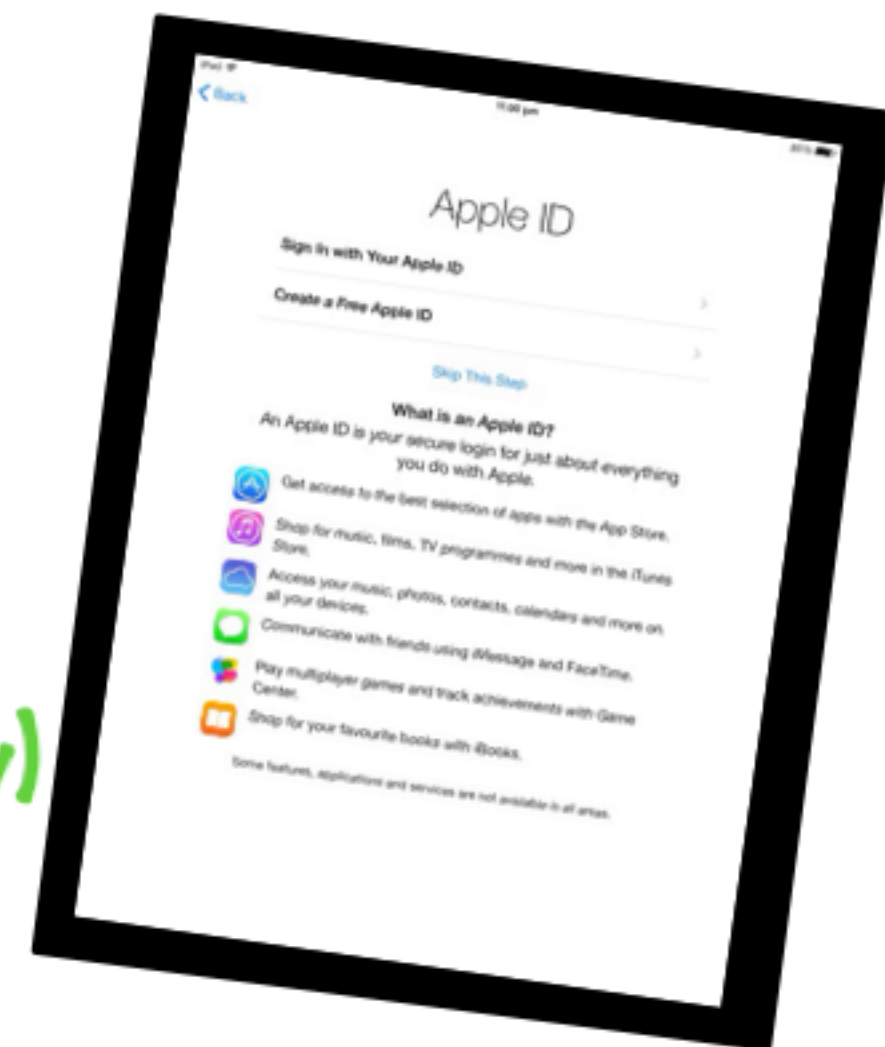 iPad
11:00 pm
Back
Apple ID
Sign In with Your Apple ID
Create a Free Apple ID
Skip This Step
What is an Apple ID?
An Apple ID is your secure login for just about everything
you do with Apple.
Get access to the best selection of apps with the App Store.
Shop for music, films, TV programmes and more in the iTunes
Store.
Access your music, photos, contacts, calendars and more on
all your devices.
Communicate with friends using iMessage and FaceTime.
Play multiplayer games and track achievements with Game
Center.
Shop for your favourite books with iBooks.
Some features, applications and services are not available in all areas.